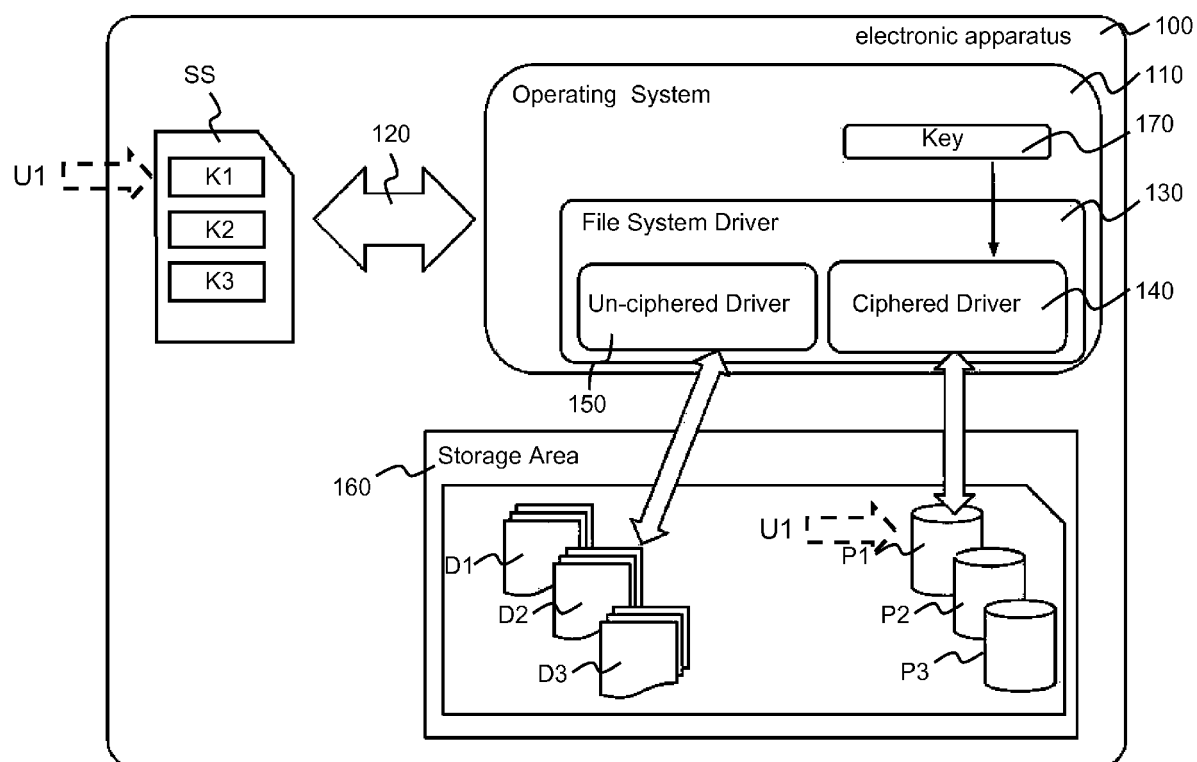 electronic apparatus
100
SS
Operating System
110
120
Key
170
U1
K1
K2
K3
File System Driver
130
Un-ciphered Driver
Ciphered Driver
140
150
Storage Area
160
D1
D2
D3
U1
P1
P2
P3